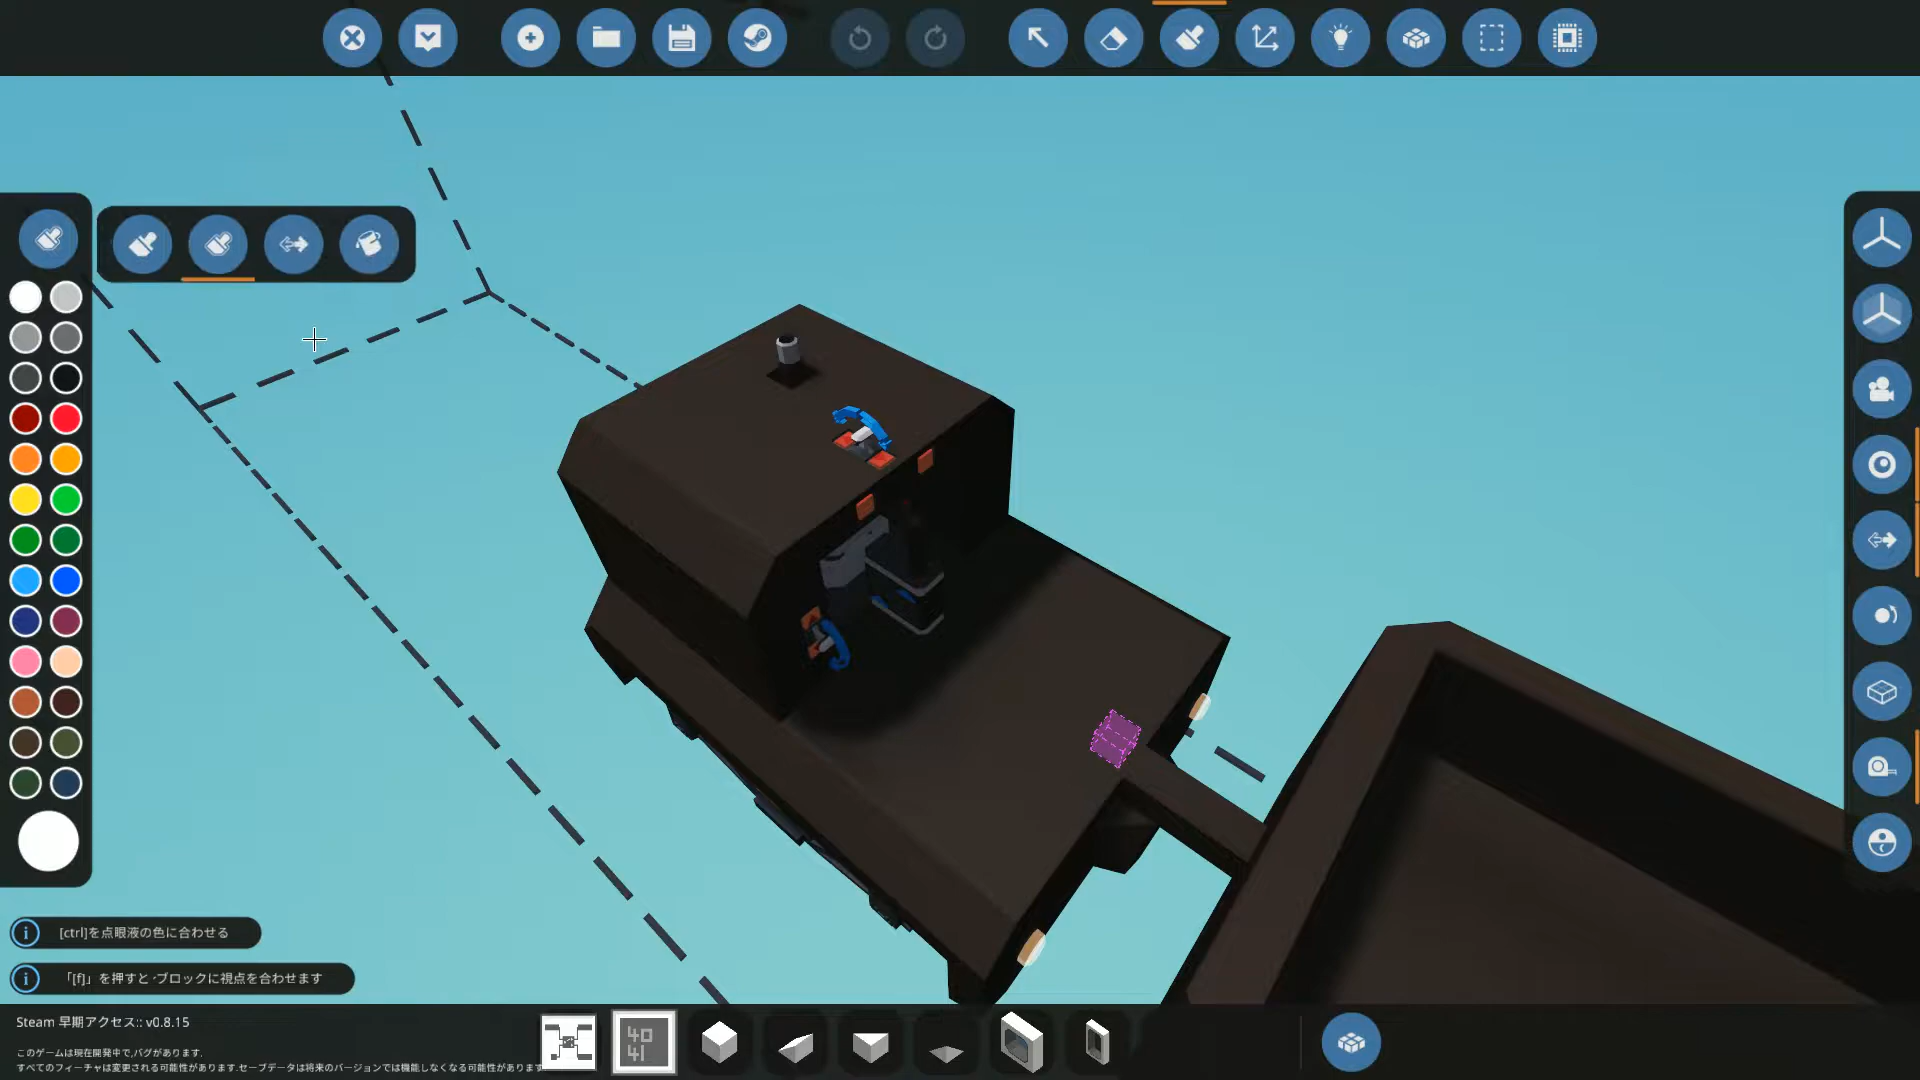 [ctrl]を点眼液の色に合わせる
「[f]」を押すと・ブロックに視点を合わせます
Steam 早期アクセス:: v0.8.15
このゲームは現在開発中で,バグがあります.
すべてのフィーチャは変更される可能性があります.セーブデータは将来のバージョンでは機能しなくなる可能性があります
40
41